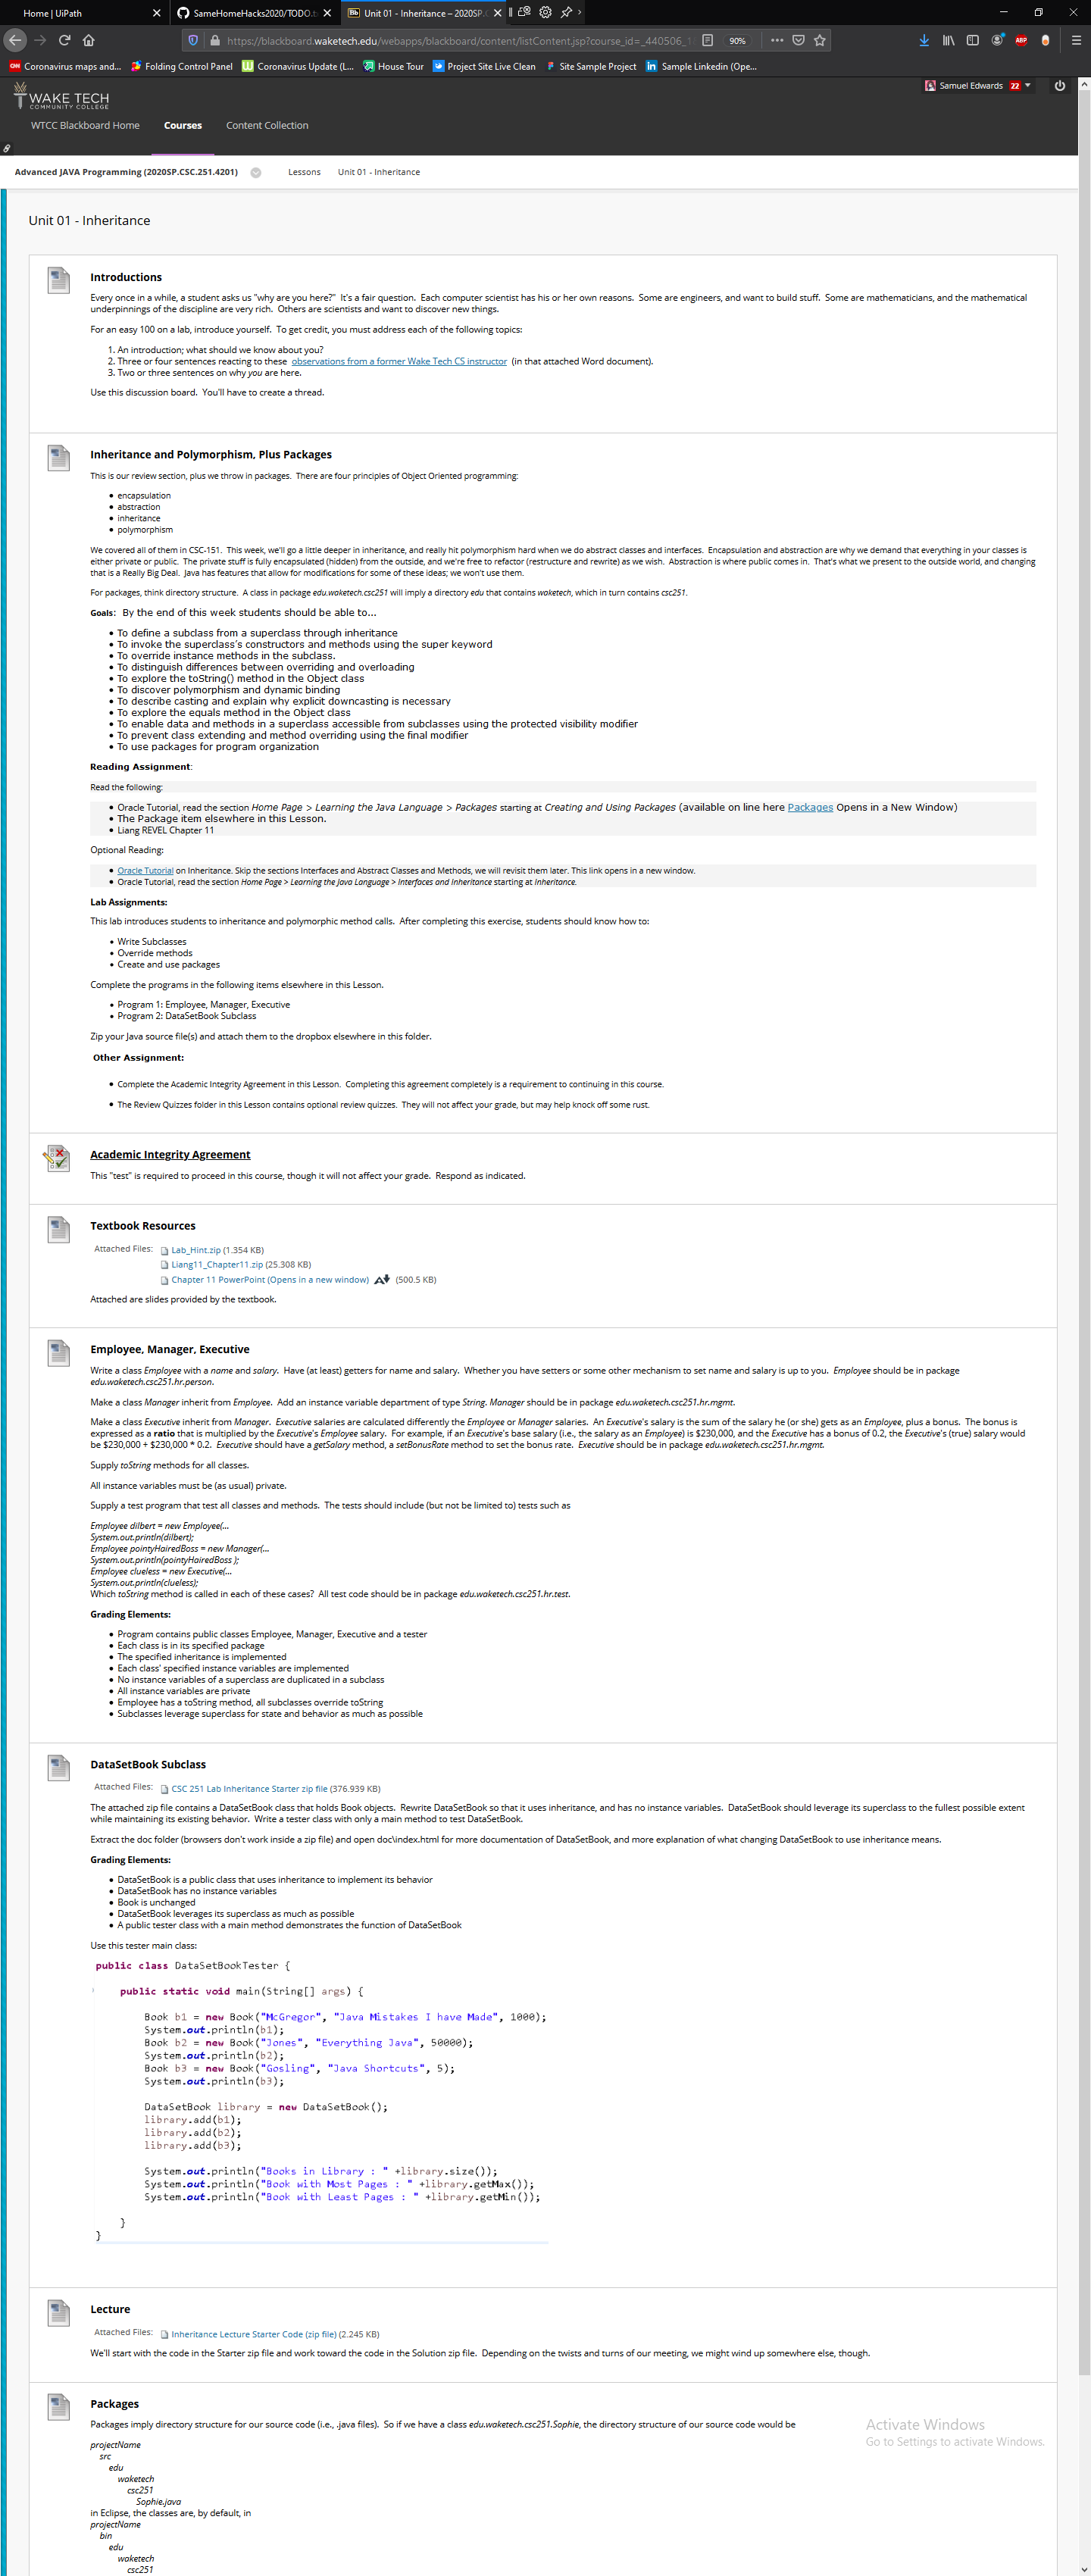 Home | UiPath
SameHomeHacks2020/TODO.t
Unit 01 - Inheritance – 2020SP.C
https://blackboard.waketech.edu/webapps/blackboard/content/listContent.jsp?course_id=_440506_1
90%
Coronavirus maps and...
Folding Control Panel
Coronavirus Update (L...
House Tour
Project Site Live Clean
Site Sample Project
Sample Linkedin (Ope...
WAKE TECH
COMMUNITY COLLEGE
Samuel Edwards 22
WTCC Blackboard Home
Courses
Content Collection
Advanced JAVA Programming (2020SP.CSC.251.4201)
Lessons
Unit 01 - Inheritance
Unit 01 - Inheritance
Introductions
Every once in a while, a student asks us "why are you here?" It's a fair question. Each computer scientist has his or her own reasons. Some are engineers, and want to build stuff. Some are mathematicians, and the mathematical
underpinnings of the discipline are very rich. Others are scientists and want to discover new things.
For an easy 100 on a lab, introduce yourself. To get credit, you must address each of the following topics:
1. An introduction; what should we know about you?
2. Three or four sentences reacting to these observations from a former Wake Tech CS instructor (in that attached Word document).
3. Two or three sentences on why you are here.
Use this discussion board. You'll have to create a thread.
Inheritance and Polymorphism, Plus Packages
This is our review section, plus we throw in packages. There are four principles of Object Oriented programming:
• encapsulation
• abstraction
• inheritance
• polymorphism
We covered all of them in CSC-151. This week, we'll go a little deeper in inheritance, and really hit polymorphism hard when we do abstract classes and interfaces. Encapsulation and abstraction are why we demand that everything in your classes is
either private or public. The private stuff is fully encapsulated (hidden) from the outside, and we're free to refactor (restructure and rewrite) as we wish. Abstraction is where public comes in. That's what we present to the outside world, and changing
that is a Really Big Deal. Java has features that allow for modifications for some of these ideas; we won't use them.
For packages, think directory structure. A class in package edu.waketech.csc251 will imply a directory edu that contains waketech, which in turn contains csc251.
Goals: By the end of this week students should be able to...
• To define a subclass from a superclass through inheritance
• To invoke the superclass's constructors and methods using the super keyword
• To override instance methods in the subclass.
• To distinguish differences between overriding and overloading
• To explore the toString() method in the Object class
• To discover polymorphism and dynamic binding
• To describe casting and explain why explicit downcasting is necessary
• To explore the equals method in the Object class
• To enable data and methods in a superclass accessible from subclasses using the protected visibility modifier
• To prevent class extending and method overriding using the final modifier
• To use packages for program organization
Reading Assignment:
Read the following:
• Oracle Tutorial, read the section Home Page > Learning the Java Language > Packages starting at Creating and Using Packages (available on line here Packages Opens in a New Window)
• The Package item elsewhere in this Lesson.
• Liang REVEL Chapter 11
Optional Reading:
• Oracle Tutorial on Inheritance. Skip the sections Interfaces and Abstract Classes and Methods, we will revisit them later. This link opens in a new window.
• Oracle Tutorial, read the section Home Page > Learning the Java Language > Interfaces and Inheritance starting at Inheritance.
Lab Assignments:
This lab introduces students to inheritance and polymorphic method calls. After completing this exercise, students should know how to:
• Write Subclasses
• Override methods
• Create and use packages
Complete the programs in the following items elsewhere in this Lesson.
• Program 1: Employee, Manager, Executive
• Program 2: DataSetBook Subclass
Zip your Java source file(s) and attach them to the dropbox elsewhere in this folder.
Other Assignment:
• Complete the Academic Integrity Agreement in this Lesson. Completing this agreement completely is a requirement to continuing in this course.
• The Review Quizzes folder in this Lesson contains optional review quizzes. They will not affect your grade, but may help knock off some rust.
Academic Integrity Agreement
This "test" is required to proceed in this course, though it will not affect your grade. Respond as indicated.
Textbook Resources
Attached Files: Lab_Hint.zip (1.354 KB)
Liang11_Chapter11.zip (25.308 KB)
Chapter 11 PowerPoint (Opens in a new window) (500.5 KB)
Attached are slides provided by the textbook.
Employee, Manager, Executive
Write a class Employee with a name and salary. Have (at least) getters for name and salary. Whether you have setters or some other mechanism to set name and salary is up to you. Employee should be in package
edu.waketech.csc251.hr.person.
Make a class Manager inherit from Employee. Add an instance variable department of type String. Manager should be in package edu.waketech.csc251.hr.mgmt.
Make a class Executive inherit from Manager. Executive salaries are calculated differently the Employee or Manager salaries. An Executive's salary is the sum of the salary he (or she) gets as an Employee, plus a bonus. The bonus is
expressed as a ratio that is multiplied by the Executive's Employee salary. For example, if an Executive's base salary (i.e., the salary as an Employee) is $230,000, and the Executive has a bonus of 0.2, the Executive's (true) salary would
be $230,000 + $230,000 * 0.2. Executive should have a getSalary method, a setBonusRate method to set the bonus rate. Executive should be in package edu.waketech.csc251.hr.mgmt.
Supply toString methods for all classes.
All instance variables must be (as usual) private.
Supply a test program that test all classes and methods. The tests should include (but not be limited to) tests such as
Employee dilbert = new Employee(...
System.out.println(dilbert);
Employee pointyHairedBoss = new Manager(...
System.out.println(pointyHairedBoss );
Employee clueless = new Executive(...
System.out.println(clueless);
Which toString method is called in each of these cases? All test code should be in package edu.waketech.csc251.hr.test.
Grading Elements:
• Program contains public classes Employee, Manager, Executive and a tester
• Each class is in its specified package
• The specified inheritance is implemented
• Each class' specified instance variables are implemented
• No instance variables of a superclass are duplicated in a subclass
• All instance variables are private
• Employee has a toString method, all subclasses override toString
• Subclasses leverage superclass for state and behavior as much as possible
DataSetBook Subclass
Attached Files: CSC 251 Lab Inheritance Starter zip file (376.939 KB)
The attached zip file contains a DataSetBook class that holds Book objects. Rewrite DataSetBook so that it uses inheritance, and has no instance variables. DataSetBook should leverage its superclass to the fullest possible extent
while maintaining its existing behavior. Write a tester class with only a main method to test DataSetBook.
Extract the doc folder (browsers don't work inside a zip file) and open doc\index.html for more documentation of DataSetBook, and more explanation of what changing DataSetBook to use inheritance means.
Grading Elements:
• DataSetBook is a public class that uses inheritance to implement its behavior
• DataSetBook has no instance variables
• Book is unchanged
• DataSetBook leverages its superclass as much as possible
• A public tester class with a main method demonstrates the function of DataSetBook
Use this tester main class:
public class DataSetBookTester {
public static void main(String[] args) {
Book b1 = new Book("McGregor", "Java Mistakes I have Made", 1000);
System.out.println(b1);
Book b2 = new Book("Jones", "Everything Java", 50000);
System.out.println(b2);
Book b3 = new Book("Gosling", "Java Shortcuts", 5);
System.out.println(b3);
DataSetBook library = new DataSetBook();
library.add(b1);
library.add(b2);
library.add(b3);
System.out.println("Books in Library : " +library.size());
System.out.println("Book with Most Pages : " +library.getMax());
System.out.println("Book with Least Pages : " +library.getMin());
}
}
Lecture
Attached Files: Inheritance Lecture Starter Code (zip file) (2.245 KB)
We'll start with the code in the Starter zip file and work toward the code in the Solution zip file. Depending on the twists and turns of our meeting, we might wind up somewhere else, though.
Packages
Packages imply directory structure for our source code (i.e., .java files). So if we have a class edu.waketech.csc251.Sophie, the directory structure of our source code would be
projectName
src
edu
waketech
csc251
Sophie.java
in Eclipse, the classes are, by default, in
projectName
bin
edu
waketech
csc251
Activate Windows
Go to Settings to activate Windows.